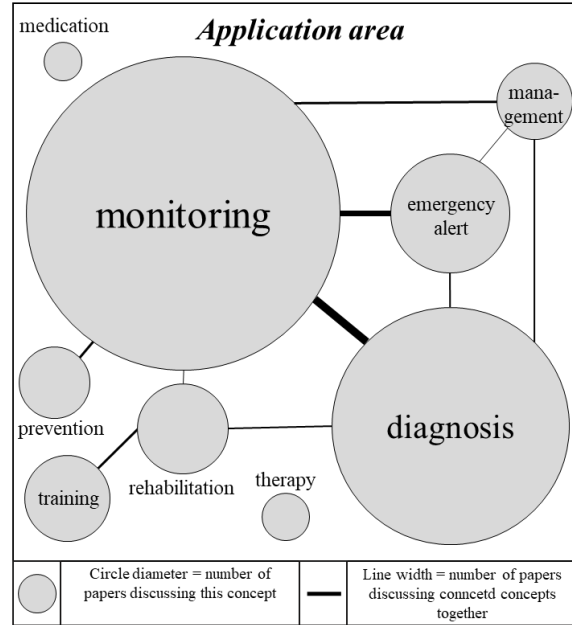 Application area
medication
mana-
gement
monitoring
emergency
alert
prevention
diagnosis
training
rehabilitation
therapy
Circle diameter = number of
papers discussing this concept
Line width = number of papers
discussing conncetd concepts
together